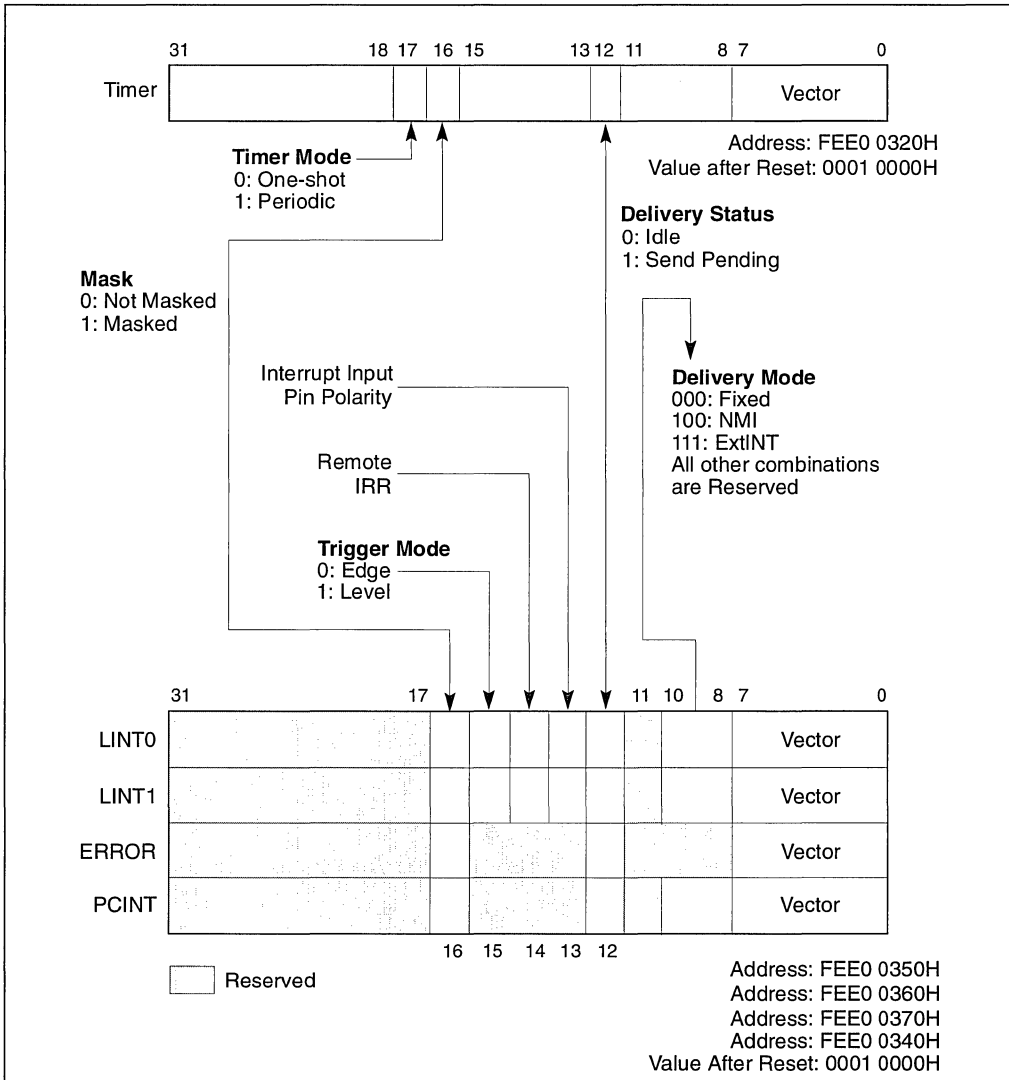 31 18 17 16 15 13 12 11 8 7 0
Timer Vector
Address: FEE0 0320H
Value after Reset: 0001 0000H
Timer Mode
0: One-shot
1: Periodic
Delivery Status
0: Idle
1: Send Pending
Mask
0: Not Masked
1: Masked
Interrupt Input
Pin Polarity
Delivery Mode
000: Fixed
100: NMI
111: ExtINT
All other combinations
are Reserved
Remote
IRR
Trigger Mode
0: Edge
1: Level
31 17 11 10 8 7 0
LINT0 Vector
LINT1 Vector
ERROR Vector
PCINT Vector
16 15 14 13 12
Reserved
Address: FEE0 0350H
Address: FEE0 0360H
Address: FEE0 0370H
Address: FEE0 0340H
Value After Reset: 0001 0000H